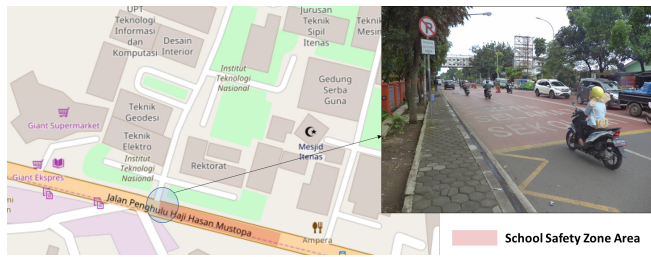 UPT
Teknologi
Informasi
dan
Komputasi
Desain
Interior
Jurusan
Teknik
Sipil
Itenas
Teknik
Mesin
Institut
Teknologi
Nasional
Gedung
Serba
Guna
Teknik
Geodesi
Giant Supermarket
Teknik
Elektro
Mesjid
Itenas
Institut
Teknologi
Nasional
Rektorat
Giant Ekspres
Jalan Penghulu Haji Hasan Mustopa
Ampera
School Safety Zone Area